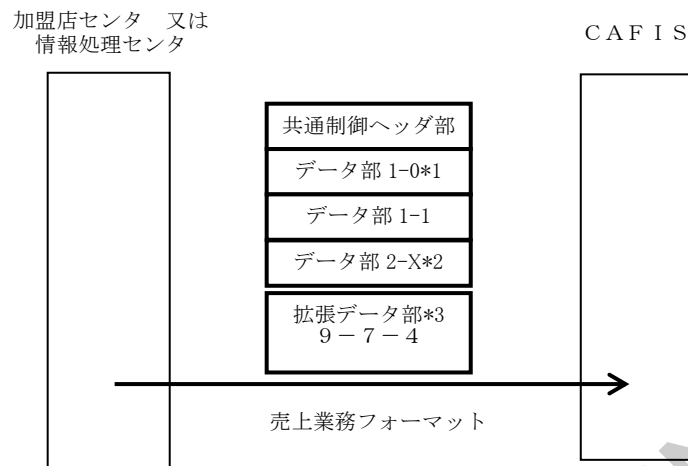 加盟店センタ　又は
情報処理センタ
ＣＡＦＩＳ
共通制御ヘッダ部
データ部 1-0*1
データ部 1-1
データ部 2-X*2
拡張データ部*3
９－７－４
売上業務フォーマット